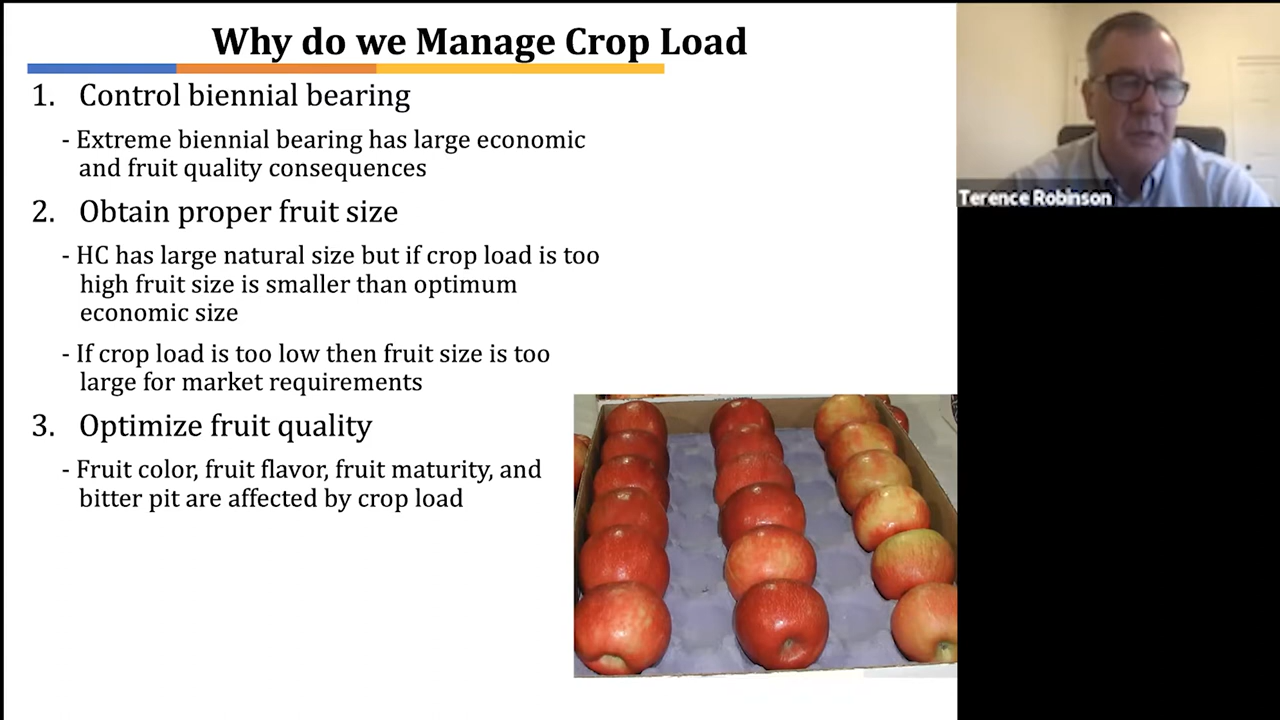 Why do we Manage Crop Load
1. Control biennial bearing
- Extreme biennial bearing has large economic
and fruit quality consequences
2. Obtain proper fruit size
- HC has large natural size but if crop load is too
high fruit size is smaller than optimum
economic size
- If crop load is too low then fruit size is too
large for market requirements
3. Optimize fruit quality
- Fruit color, fruit flavor, fruit maturity, and
bitter pit are affected by crop load
Terence Robinson